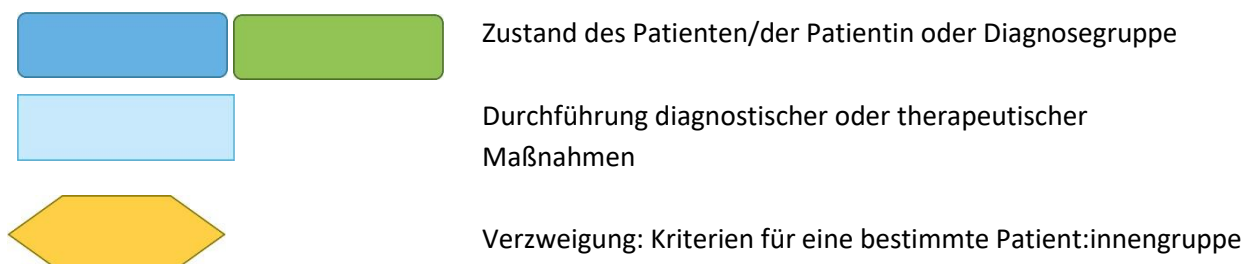 Zustand des Patienten/der Patientin oder Diagnosegruppe
Durchführung diagnostischer oder therapeutischer
Maßnahmen
Verzweigung: Kriterien für eine bestimmte Patient:innengruppe